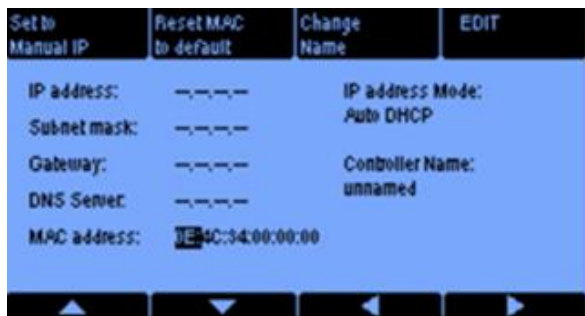 Set to
Manual IP
Reset MAC
to default
Change
Name
EDIT
IP address: --.--.--.--
Subnet mask: --.--.--.--
Gateway: --.--.--.--
DNS Server: --.--.--.--
MAC address: 0E:4C:34:00:00:00
IP address Mode:
Auto DHCP
Controller Name:
unnamed